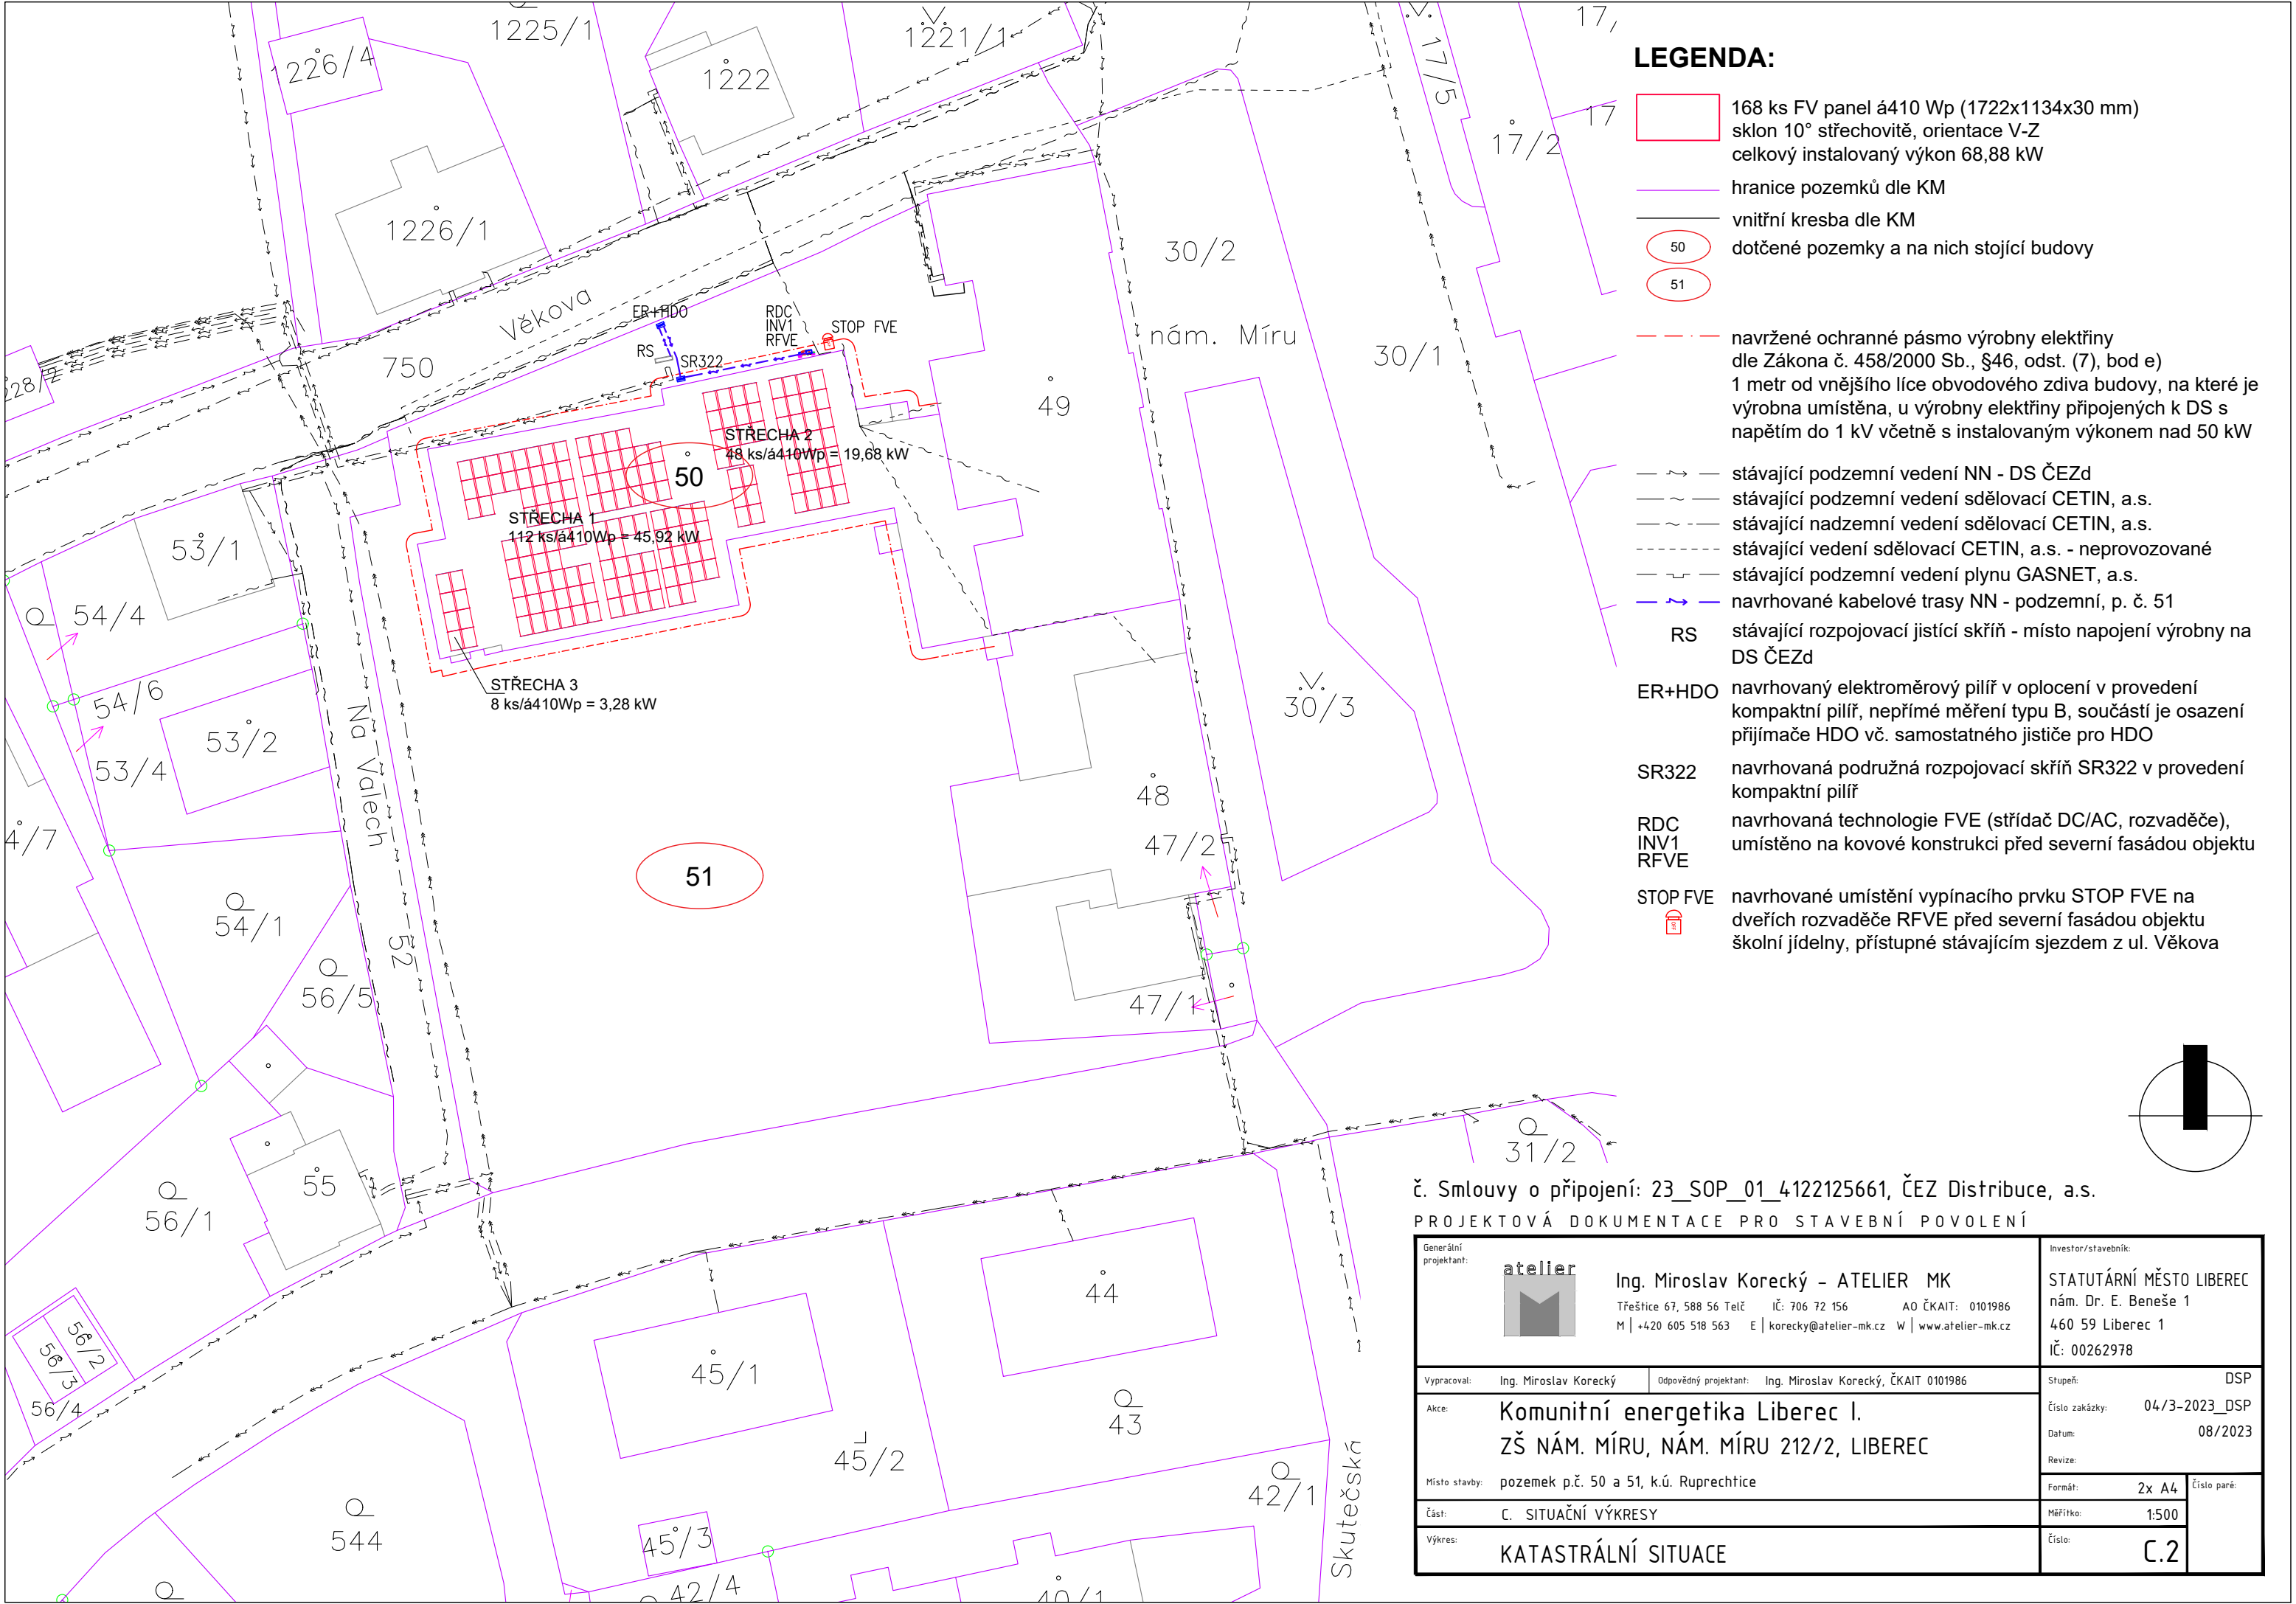 226/4
1225/1
1222
1221/1
17/5
17/2
17
17/
1226/1
30/2
Věkova
750
228/2
nám. Míru
30/1
ER+HDO
RDC
INV1
RFVE
STOP FVE
RS
SR322
49
STŘECHA 2
48 ks/á410Wp = 19,68 kW
50
STŘECHA 1
112 ks/á410Wp = 45,92 kW
53/1
54/4
54/6
STŘECHA 3
8 ks/á410Wp = 3,28 kW
Na Valech
53/2
53/4
30/3
48
4/7
47/2
51
54/1
52
56/5
47/1
55
56/1
31/2
44
45/1
56/2
56/3
56/4
43
45/2
42/1
Skutečská
544
45/3
42/4
40/1
LEGENDA:
168 ks FV panel á410 Wp (1722x1134x30 mm)
sklon 10° střechovitě, orientace V-Z
celkový instalovaný výkon 68,88 kW
hranice pozemků dle KM
vnitřní kresba dle KM
50
dotčené pozemky a na nich stojící budovy
51
navržené ochranné pásmo výrobny elektřiny
dle Zákona č. 458/2000 Sb., §46, odst. (7), bod e)
1 metr od vnějšího líce obvodového zdiva budovy, na které je
výrobna umístěna, u výrobny elektřiny připojených k DS s
napětím do 1 kV včetně s instalovaným výkonem nad 50 kW
stávající podzemní vedení NN - DS ČEZd
stávající podzemní vedení sdělovací CETIN, a.s.
stávající nadzemní vedení sdělovací CETIN, a.s.
stávající vedení sdělovací CETIN, a.s. - neprovozované
stávající podzemní vedení plynu GASNET, a.s.
navrhované kabelové trasy NN - podzemní, p. č. 51
RS stávající rozpojovací jistící skříň - místo napojení výrobny na
DS ČEZd
ER+HDO navrhovaný elektroměrový pilíř v oplocení v provedení
kompaktní pilíř, nepřímé měření typu B, součástí je osazení
přijímače HDO vč. samostatného jističe pro HDO
SR322 navrhovaná podružná rozpojovací skříň SR322 v provedení
kompaktní pilíř
RDC navrhovaná technologie FVE (střídač DC/AC, rozvaděče),
INV1 umístěno na kovové konstrukci před severní fasádou objektu
RFVE
STOP FVE navrhované umístění vypínacího prvku STOP FVE na
dveřích rozvaděče RFVE před severní fasádou objektu
školní jídelny, přístupné stávajícím sjezdem z ul. Věkova
č. Smlouvy o připojení: 23_SOP_01_4122125661, ČEZ Distribuce, a.s.
PROJEKTOVÁ DOKUMENTACE PRO STAVEBNÍ POVOLENÍ
Generální
projektant:
atelier
M
Ing. Miroslav Korecký - ATELIER MK
Třeštice 67, 588 56 Telč IČ: 706 72 156 AO ČKAIT: 0101986
M | +420 605 518 563 E | korecky@atelier-mk.cz W | www.atelier-mk.cz
Investor/stavebník:
STATUTÁRNÍ MĚSTO LIBEREC
nám. Dr. E. Beneše 1
460 59 Liberec 1
IČ: 00262978
Vypracoval: Ing. Miroslav Korecký
Odpovědný projektant: Ing. Miroslav Korecký, ČKAIT 0101986
Stupeň: DSP
Číslo zakázky: 04/3-2023_DSP
Datum: 08/2023
Revize:
Akce: Komunitní energetika Liberec I.
ZŠ NÁM. MÍRU, NÁM. MÍRU 212/2, LIBEREC
Místo stavby: pozemek p.č. 50 a 51, k.ú. Ruprechtice
Formát: 2x A4
Číslo paré:
Část: C. SITUAČNÍ VÝKRESY
Měřítko: 1:500
Výkres: KATASTRÁLNÍ SITUACE
Číslo: C.2